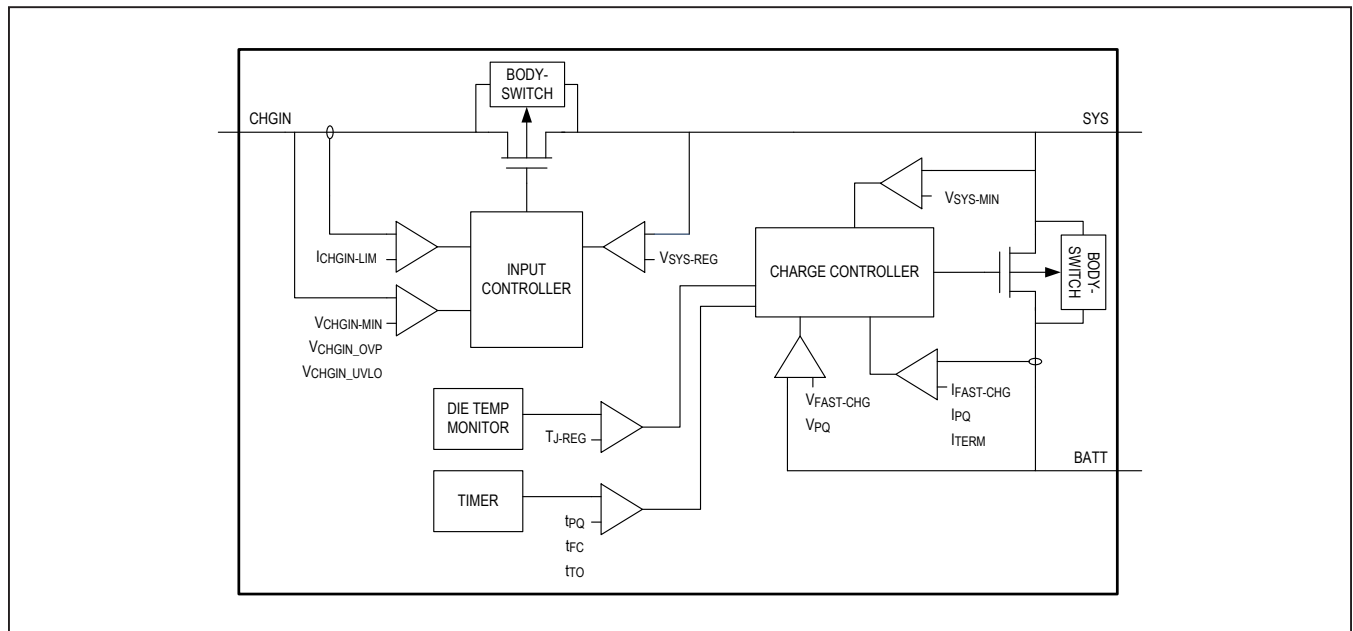 BODY-
SWITCH
CHGIN
SYS
VSYS-MIN
ICHGIN-LIM
INPUT
CONTROLLER
VSYS-REG
CHARGE CONTROLLER
BODY-
SWITCH
VCHGIN-MIN
VCHGIN_OVP
VCHGIN_UVLO
DIE TEMP
MONITOR
TJ-REG
VFAST-CHG
VPQ
IFAST-CHG
IPQ
ITERM
BATT
TIMER
tPQ
tFC
tTO